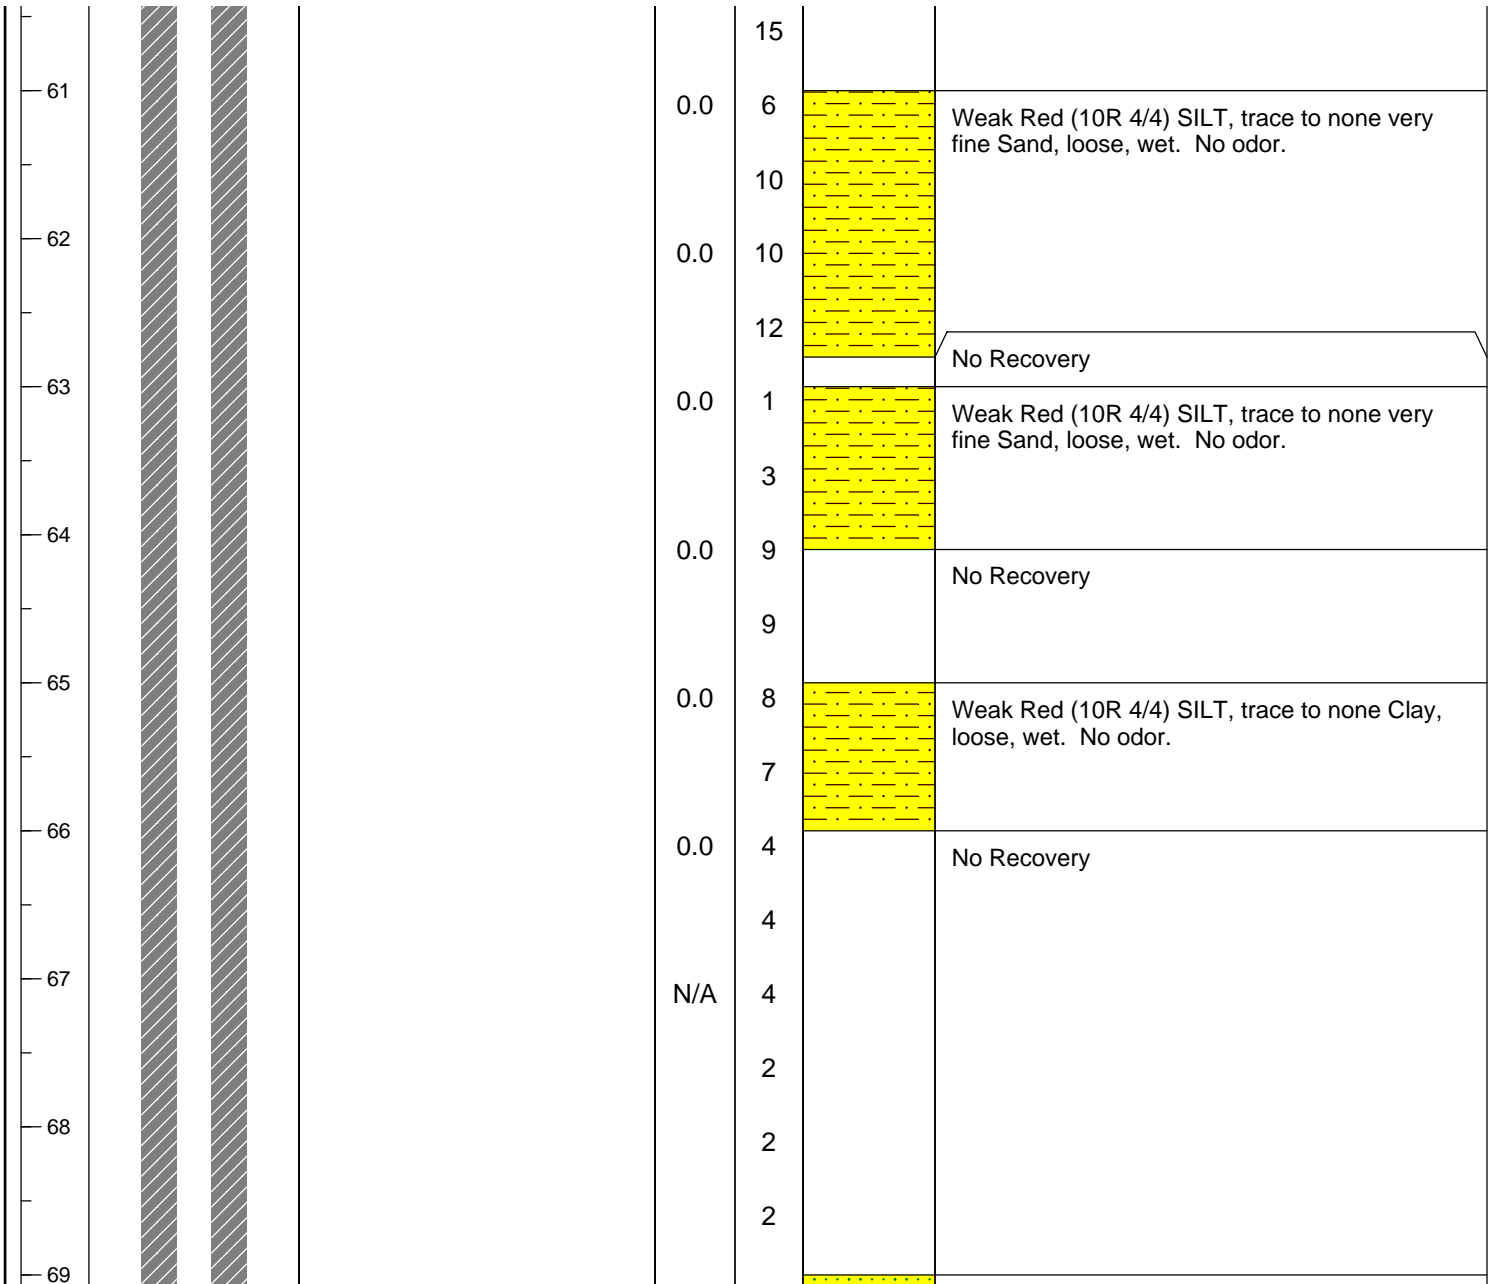 15
61
0.0 6 Weak Red (10R 4/4) SILT, trace to none very
fine Sand, loose, wet. No odor.
10
62
0.0 10
12
No Recovery
63
0.0 1 Weak Red (10R 4/4) SILT, trace to none very
fine Sand, loose, wet. No odor.
3
64
0.0 9
No Recovery
9
65
0.0 8 Weak Red (10R 4/4) SILT, trace to none Clay,
loose, wet. No odor.
7
66
0.0 4 No Recovery
4
67
N/A 4
2
68
2
2
69